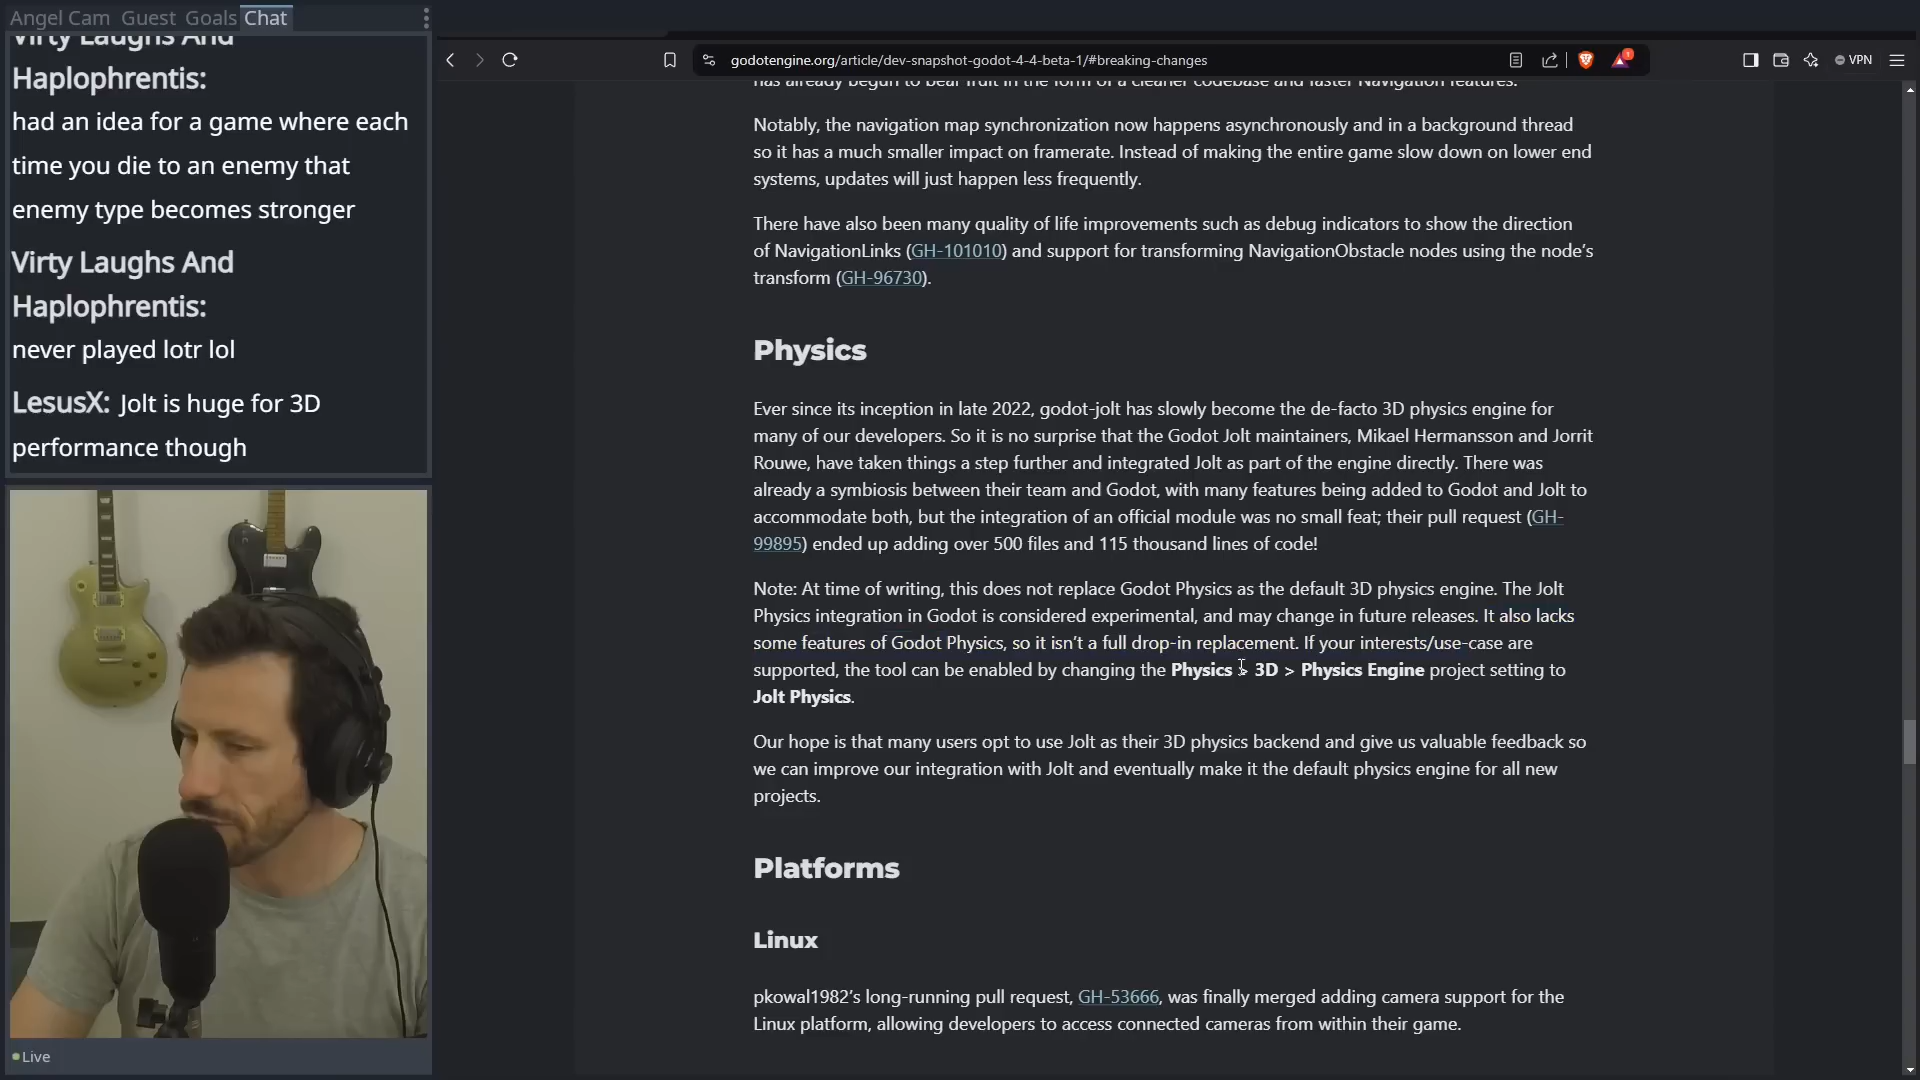 Angel Cam Guest Goals Chat
Virty Laughs And
Haplophrentis:
had an idea for a game where each
time you die to an enemy that
enemy type becomes stronger
Virty Laughs And
Haplophrentis:
never played lotr lol
LesusX: Jolt is huge for 3D
performance though
Live
godotengine.org/article/dev-snapshot-godot-4-4-beta-1/#breaking-changes
1
VPN
has already begun to bear fruit in the form of a cleaner codebase and faster Navigation features.
Notably, the navigation map synchronization now happens asynchronously and in a background thread
so it has a much smaller impact on framerate. Instead of making the entire game slow down on lower end
systems, updates will just happen less frequently.
There have also been many quality of life improvements such as debug indicators to show the direction
of NavigationLinks (GH-101010) and support for transforming NavigationObstacle nodes using the node’s
transform (GH-96730).
Physics
Ever since its inception in late 2022, godot-jolt has slowly become the de-facto 3D physics engine for
many of our developers. So it is no surprise that the Godot Jolt maintainers, Mikael Hermansson and Jorrit
Rouwe, have taken things a step further and integrated Jolt as part of the engine directly. There was
already a symbiosis between their team and Godot, with many features being added to Godot and Jolt to
accommodate both, but the integration of an official module was no small feat; their pull request (GH-
99895) ended up adding over 500 files and 115 thousand lines of code!
Note: At time of writing, this does not replace Godot Physics as the default 3D physics engine. The Jolt
Physics integration in Godot is considered experimental, and may change in future releases. It also lacks
some features of Godot Physics, so it isn’t a full drop-in replacement. If your interests/use-case are
supported, the tool can be enabled by changing the Physics > 3D > Physics Engine project setting to
Jolt Physics.
Our hope is that many users opt to use Jolt as their 3D physics backend and give us valuable feedback so
we can improve our integration with Jolt and eventually make it the default physics engine for all new
projects.
Platforms
Linux
pkowal1982’s long-running pull request, GH-53666, was finally merged adding camera support for the
Linux platform, allowing developers to access connected cameras from within their game.